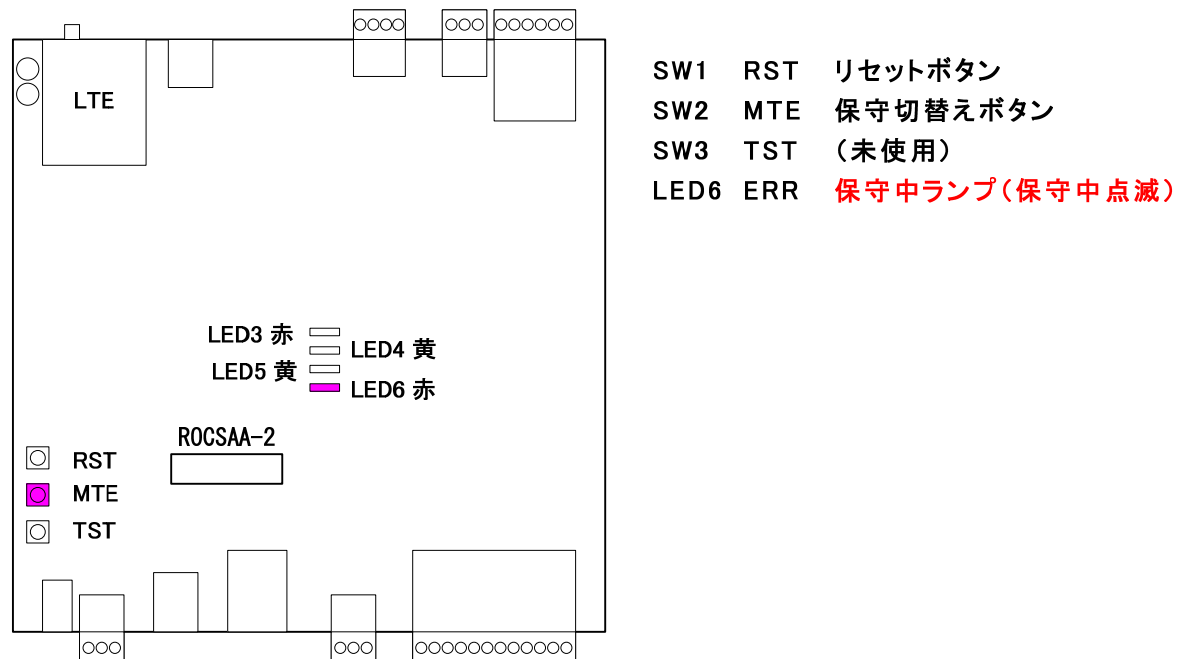 LTE
SW1 RST リセットボタン
SW2 MTE 保守切替えボタン
SW3 TST (未使用)
LED6 ERR 保守中ランプ(保守中点滅)
LED3 赤
LED4 黄
LED5 黄
LED6 赤
ROCSAA-2
RST
MTE
TST